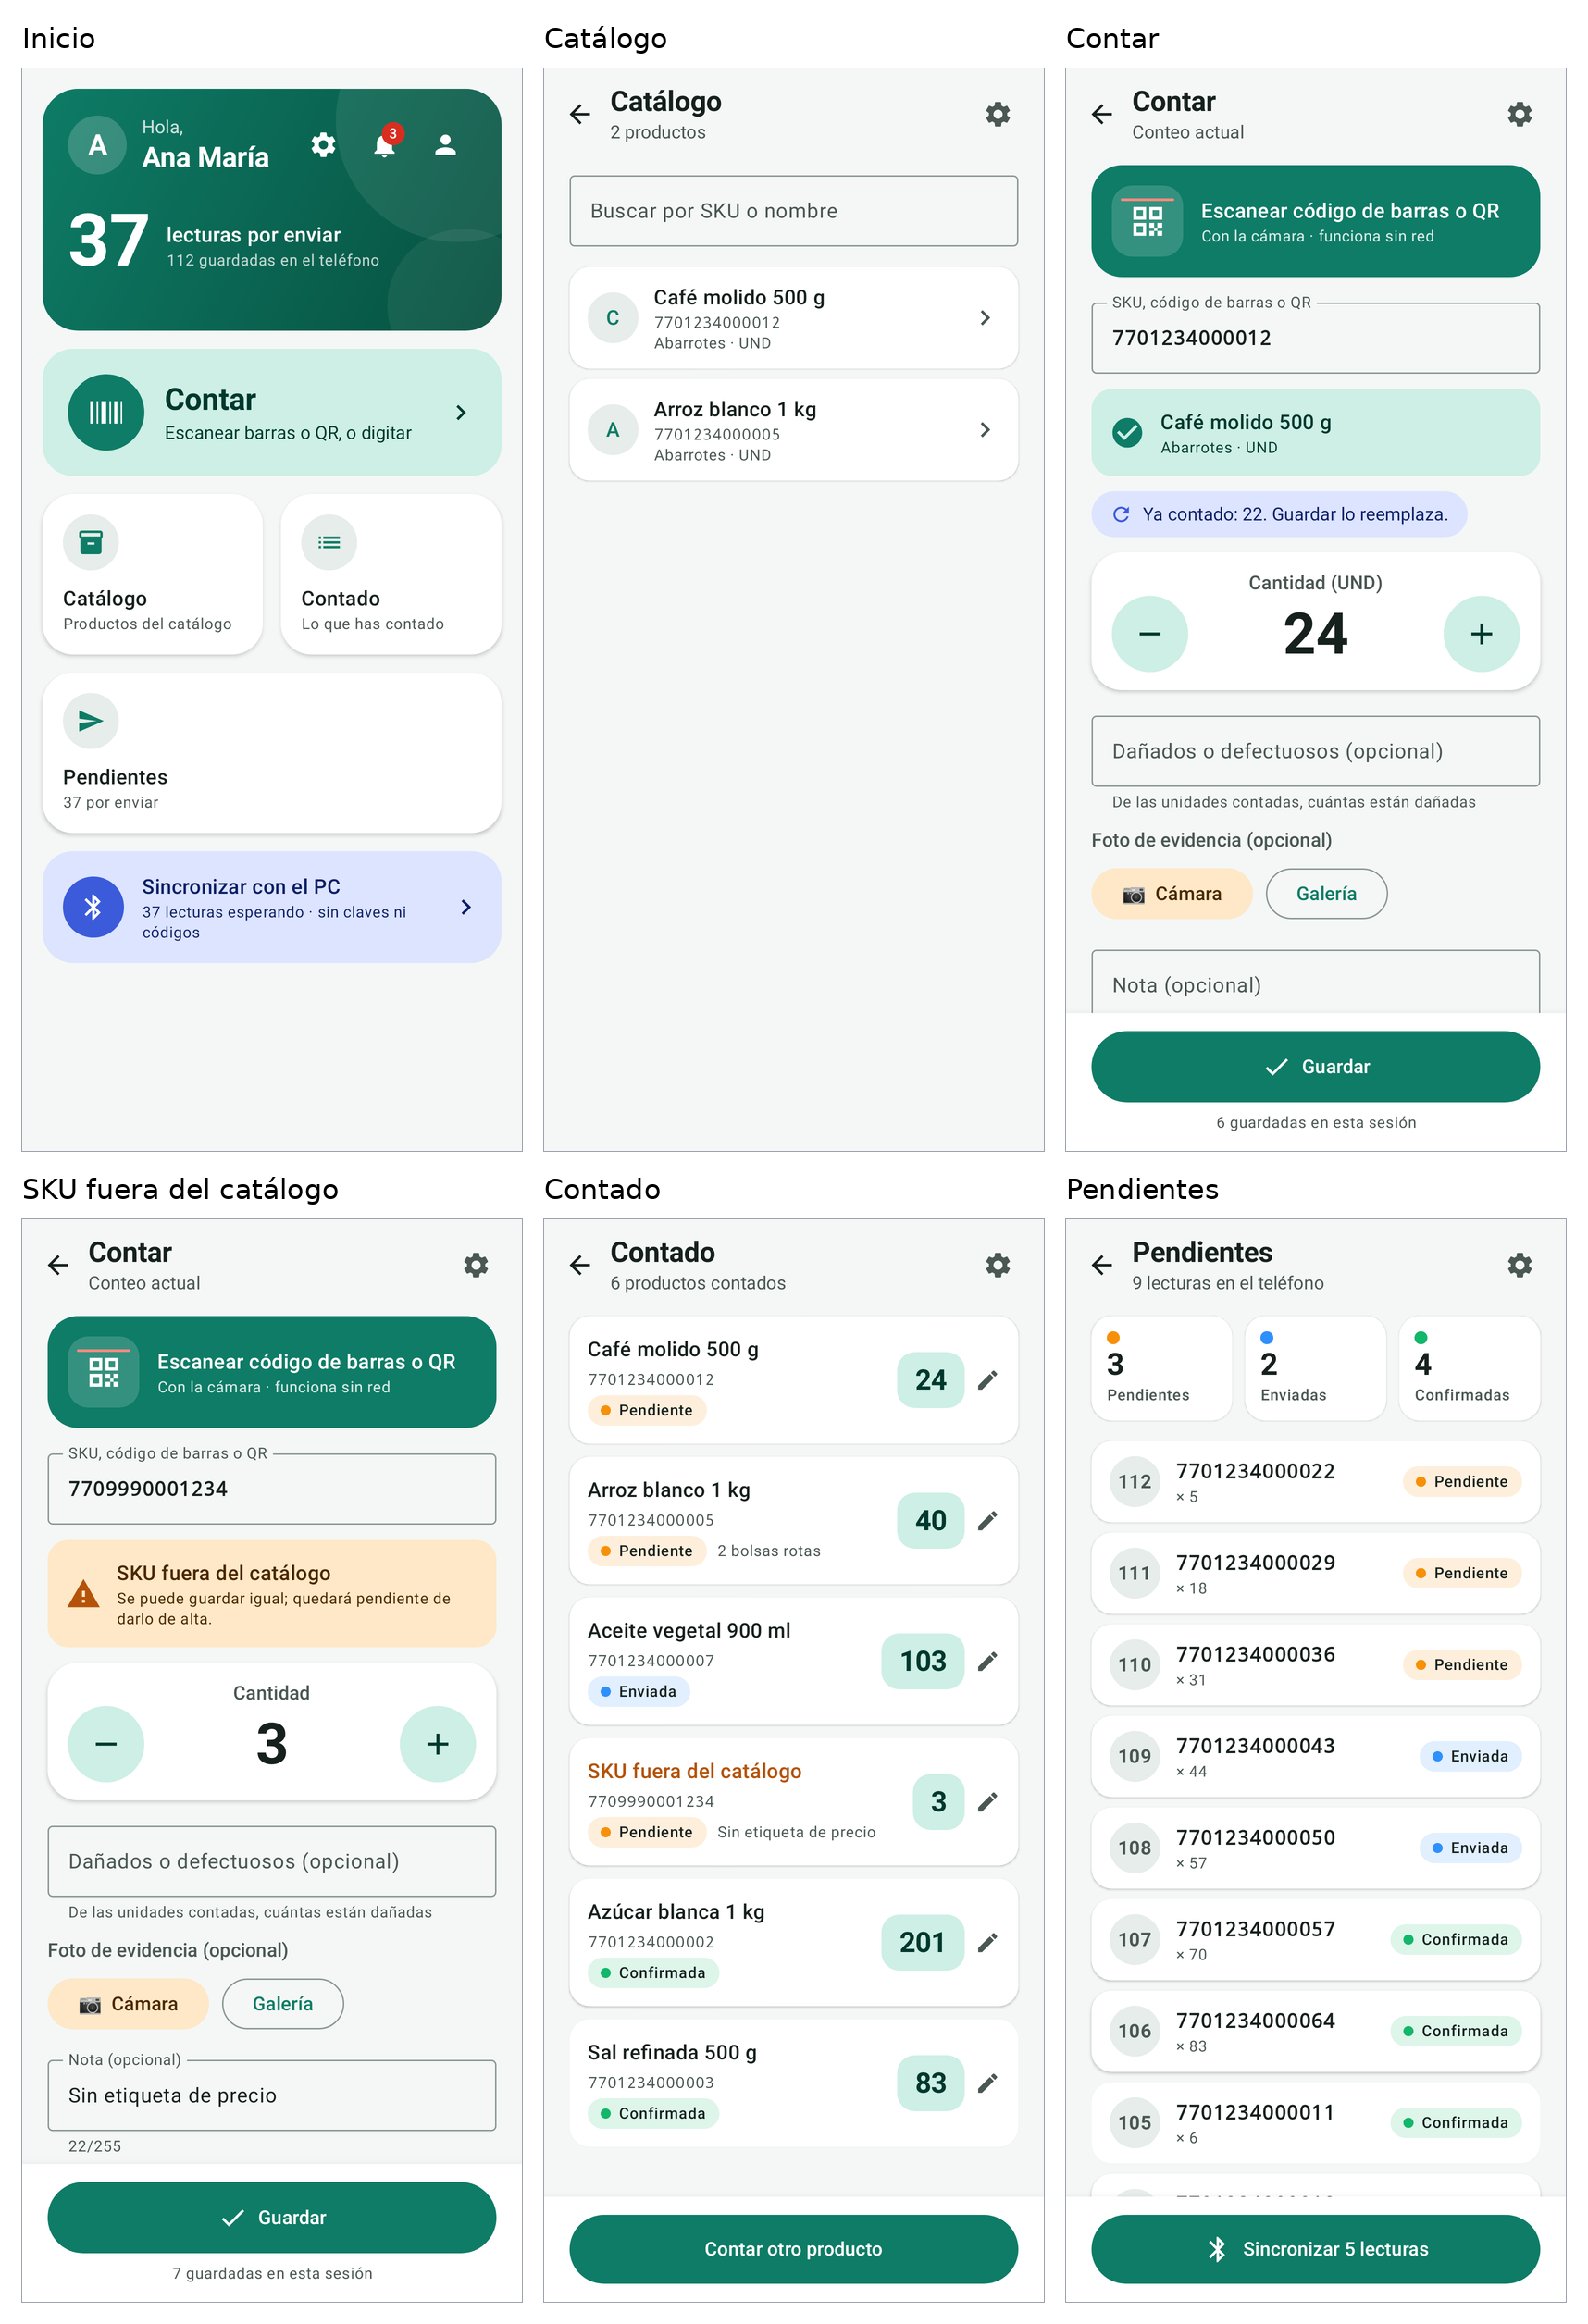 Inicio
A
Hola,
Ana María
3
37
lecturas por enviar
112 guardadas en el teléfono
Contar
Escanear barras o QR, o digitar
Catálogo
Productos del catálogo
Contado
Lo que has contado
Pendientes
37 por enviar
Sincronizar con el PC
37 lecturas esperando · sin claves ni
códigos
Catálogo
Catálogo
2 productos
Buscar por SKU o nombre
C
Café molido 500 g
7701234000012
Abarrotes · UND
A
Arroz blanco 1 kg
7701234000005
Abarrotes · UND
Contar
Contar
Conteo actual
Escanear código de barras o QR
Con la cámara · funciona sin red
SKU, código de barras o QR
7701234000012
Café molido 500 g
Abarrotes · UND
Ya contado: 22. Guardar lo reemplaza.
Cantidad (UND)
− 24 +
Dañados o defectuosos (opcional)
De las unidades contadas, cuántas están dañadas
Foto de evidencia (opcional)
Cámara Galería
Nota (opcional)
Guardar
6 guardadas en esta sesión
SKU fuera del catálogo
Contar
Conteo actual
Escanear código de barras o QR
Con la cámara · funciona sin red
SKU, código de barras o QR
7709990001234
SKU fuera del catálogo
Se puede guardar igual; quedará pendiente de
darlo de alta.
Cantidad
− 3 +
Dañados o defectuosos (opcional)
De las unidades contadas, cuántas están dañadas
Foto de evidencia (opcional)
Cámara Galería
Nota (opcional)
Sin etiqueta de precio
22/255
Guardar
7 guardadas en esta sesión
Contado
Contado
6 productos contados
Café molido 500 g
7701234000012
Pendiente
24
Arroz blanco 1 kg
7701234000005
Pendiente 2 bolsas rotas
40
Aceite vegetal 900 ml
7701234000007
Enviada
103
SKU fuera del catálogo
7709990001234
Pendiente Sin etiqueta de precio
3
Azúcar blanca 1 kg
7701234000002
Confirmada
201
Sal refinada 500 g
7701234000003
Confirmada
83
Contar otro producto
Pendientes
Pendientes
9 lecturas en el teléfono
3
Pendientes
2
Enviadas
4
Confirmadas
112
7701234000022
× 5
Pendiente
111
7701234000029
× 18
Pendiente
110
7701234000036
× 31
Pendiente
109
7701234000043
× 44
Enviada
108
7701234000050
× 57
Enviada
107
7701234000057
× 70
Confirmada
106
7701234000064
× 83
Confirmada
105
7701234000011
× 6
Confirmada
Sincronizar 5 lecturas